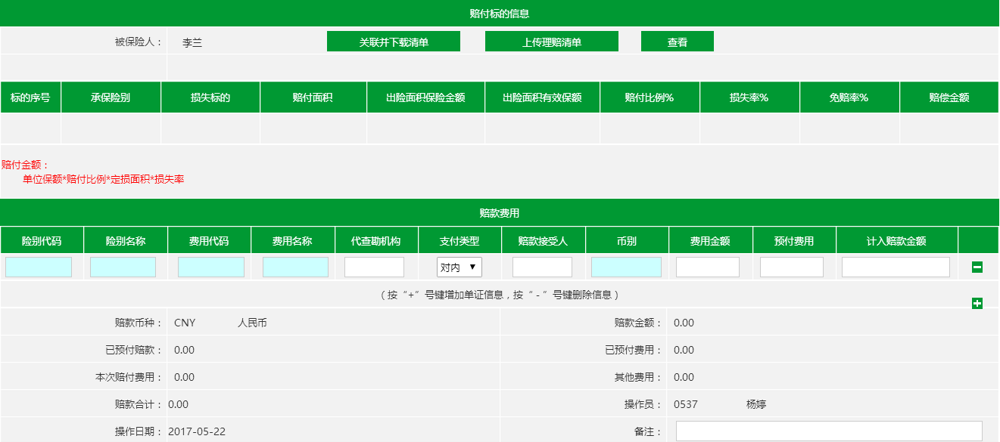 赔付标的信息
被保险人： 李兰 关联并下载清单 上传理赔清单 查看
标的序号 承保险别 损失标的 赔付面积 出险面积保险金额 出险面积有效保额 赔付比例% 损失率% 免赔率% 赔偿金额
赔付金额：
单位保额*赔付比例*定损面积*损失率
赔款费用
险别代码 险别名称 费用代码 费用名称 代查勘机构 支付类型 赔款接受人 币别 费用金额 预付费用 计入赔款金额
对内
（按“+”号键增加单证信息，按“ - ”号键删除信息）
赔款币种： CNY 人民币 赔款金额： 0.00
已预付赔款： 0.00 已预付费用： 0.00
本次赔付费用： 0.00 其他费用： 0.00
赔款合计： 0.00 操作员： 0537 杨婷
操作日期： 2017-05-22 备注：